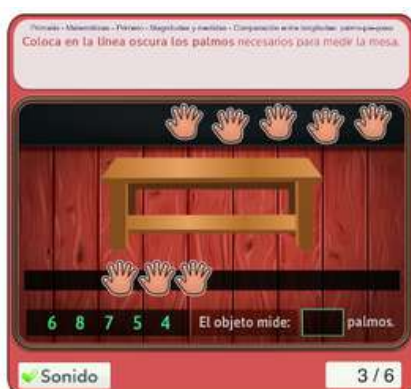 Primaria - Matemáticas - Primero - Magnitudes y medidas - Comparación entre longitudes: palmo-pie-paso
Coloca en la línea oscura los palmos necesarios para medir la mesa.
6 8 7 5 4 El objeto mide: palmos.
Sonido 3 / 6